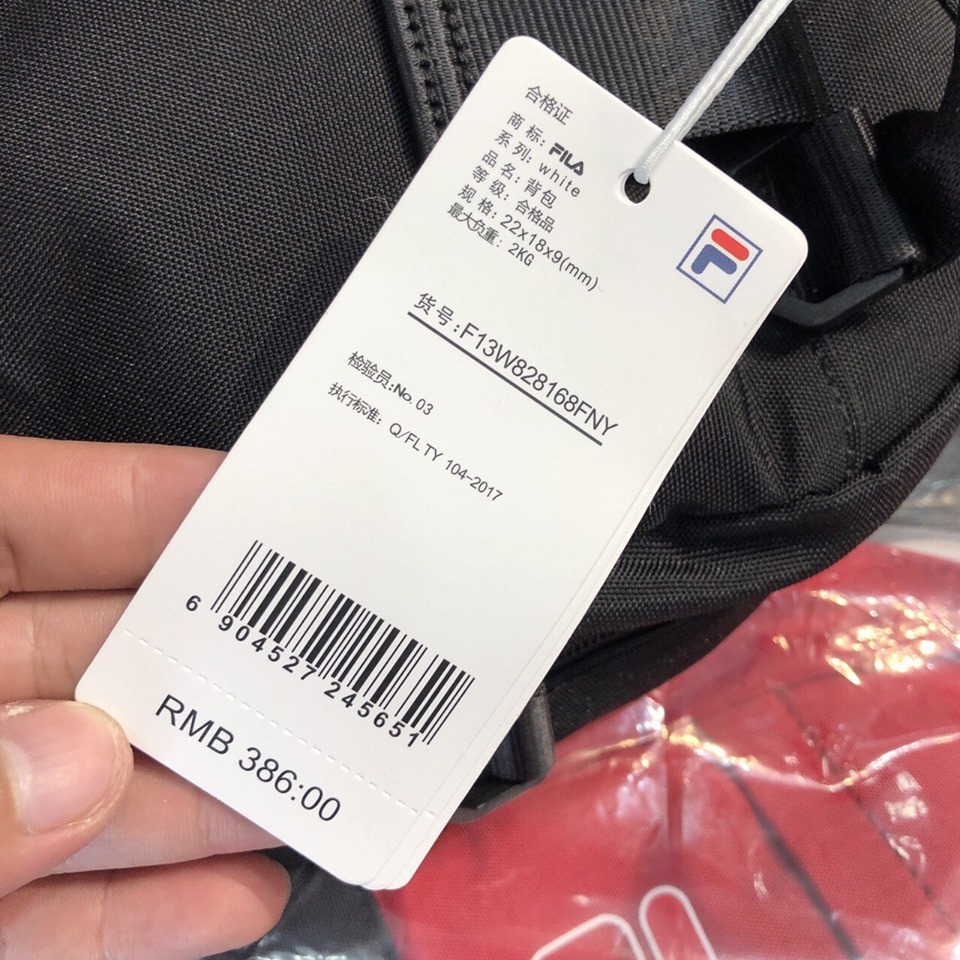 合格证
商 标: FILA
系 列: white
品 名: 背包
等 级: 合格品
规 格: 22x18x9(mm)
最大负重: 2KG
货 号: F13W828168FNY
检验员:No. 03
执行标准: Q/FLTY 104-2017
6 904527 245651
RMB 386:00